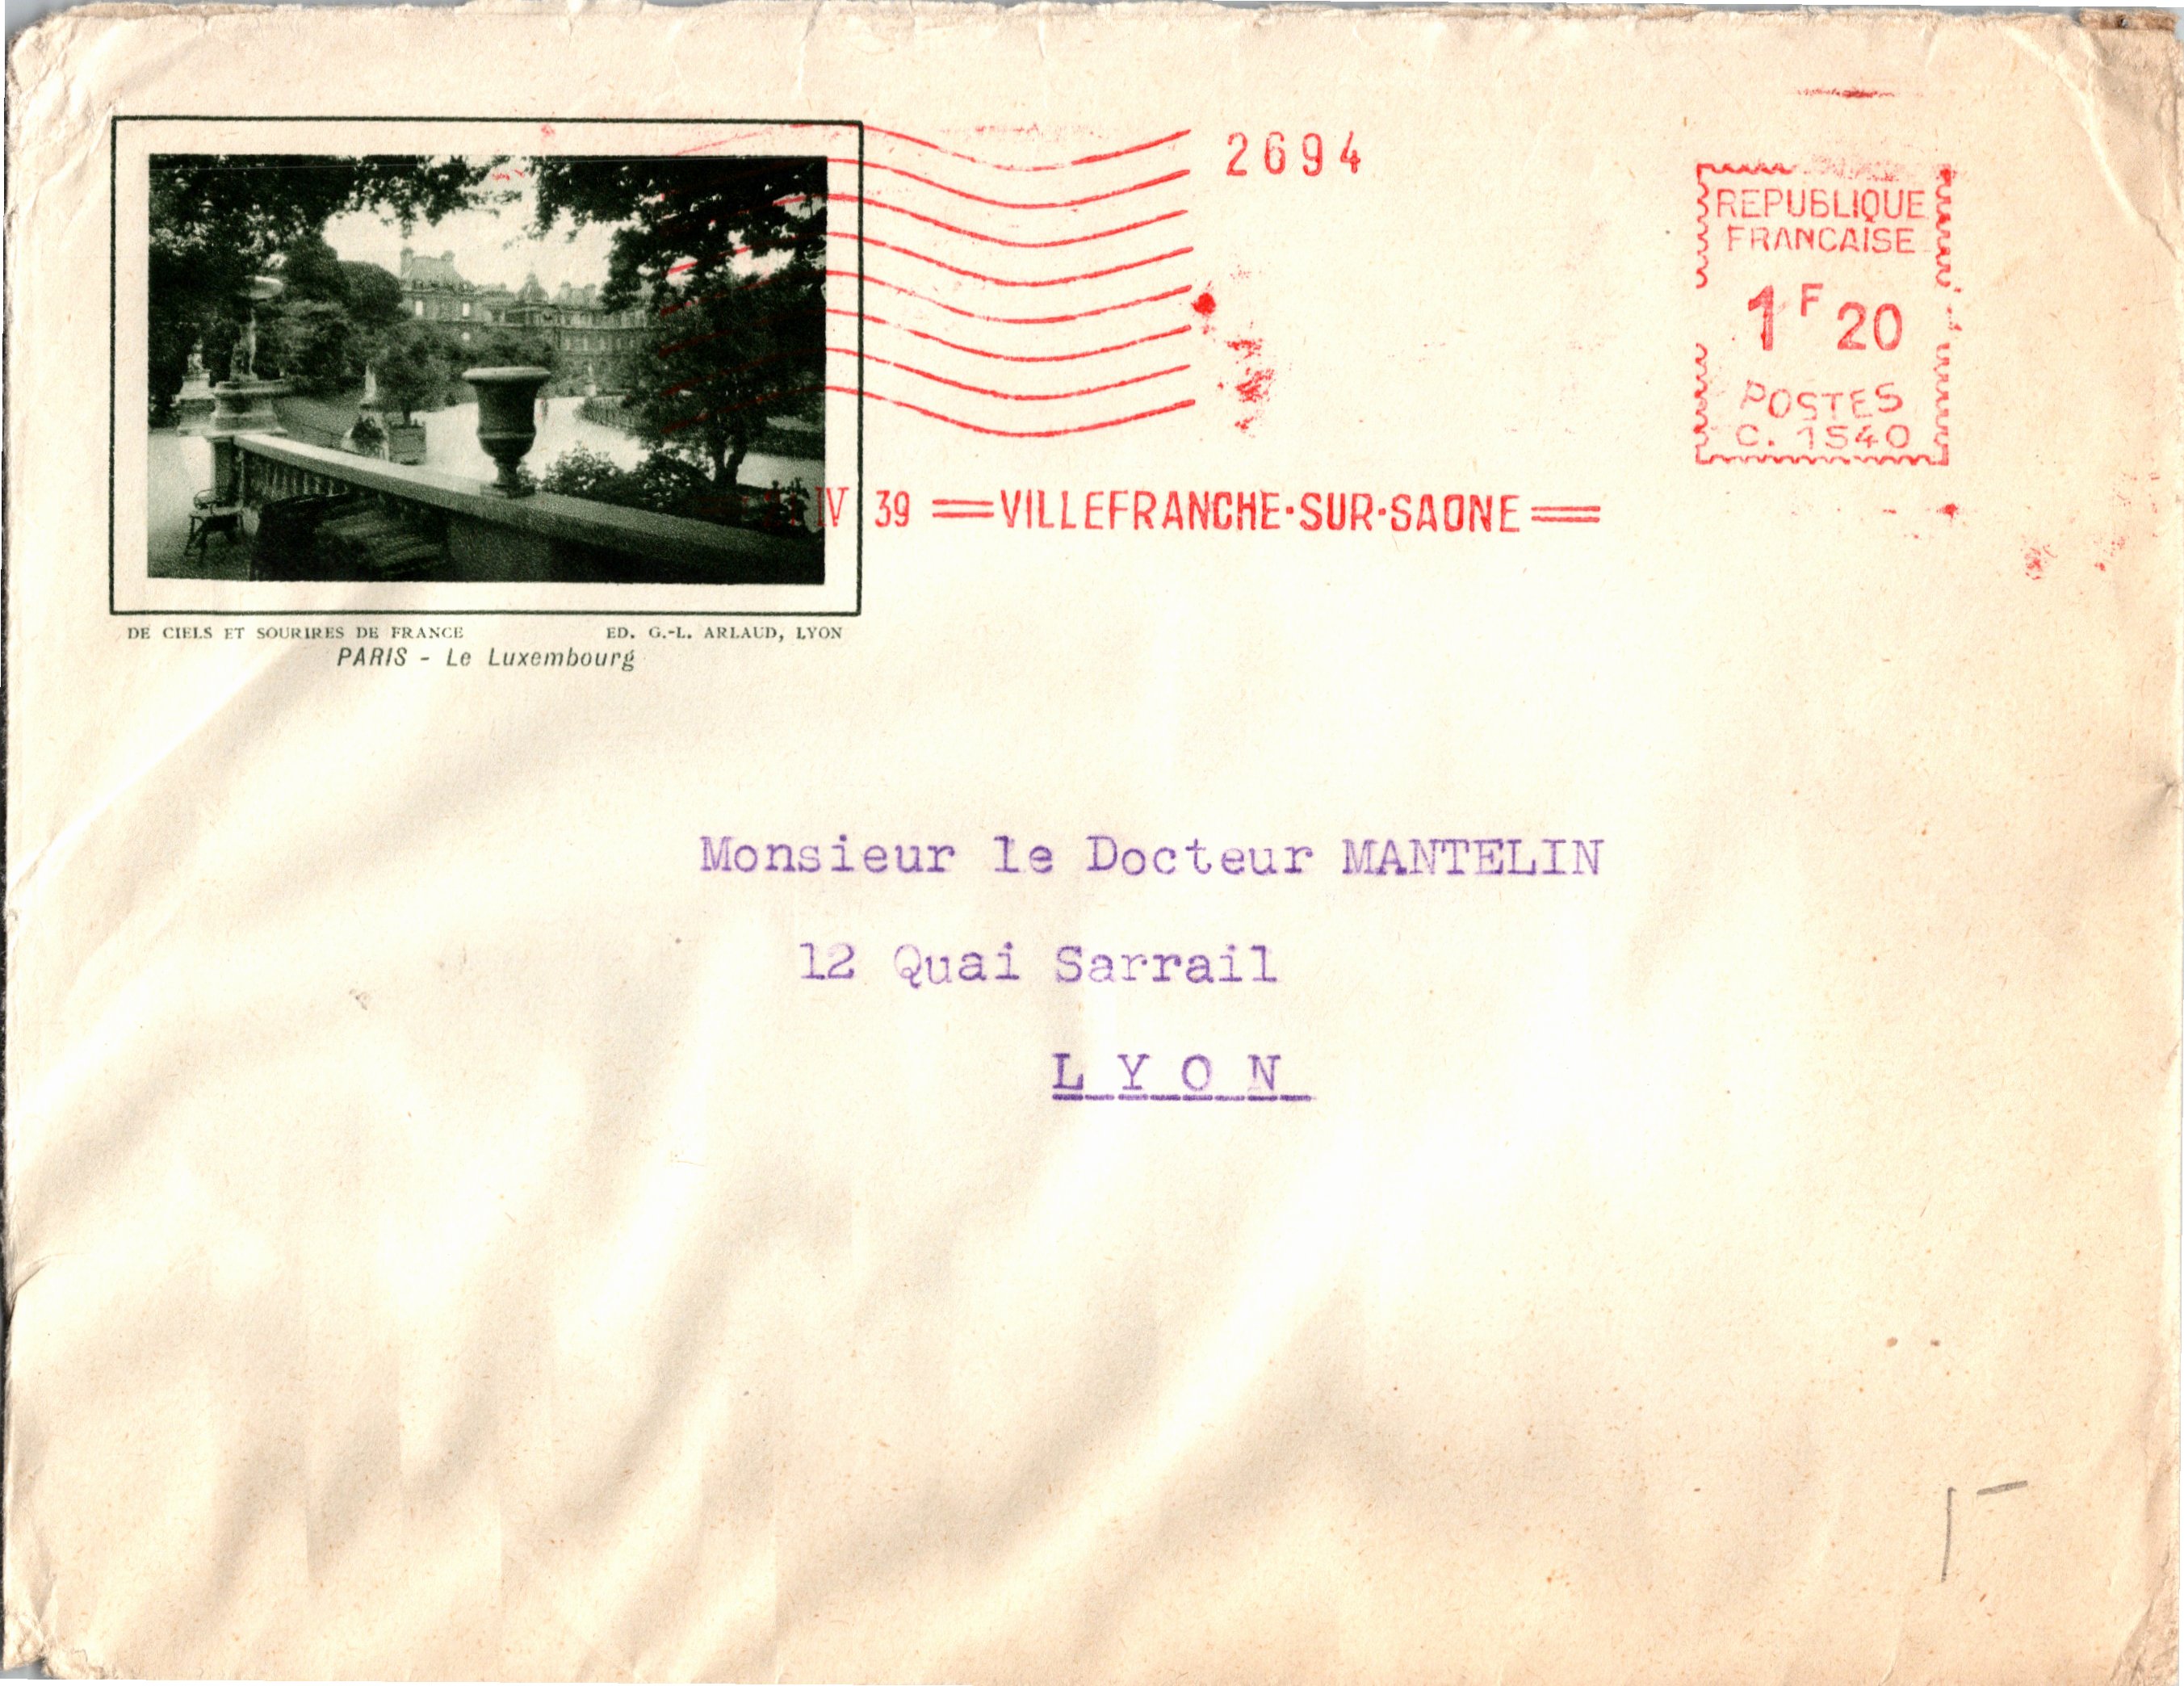 2694
REPUBLIQUE
FRANCAISE
1F20
POSTES
C. 1540
IV 39 ══VILLEFRANCHE·SUR·SAONE══
DE CIELS ET SOURIRES DE FRANCE ED. G.-L. ARLAUD, LYON
PARIS - Le Luxembourg
Monsieur le Docteur MANTELIN
12 Quai Sarrail
L Y O N